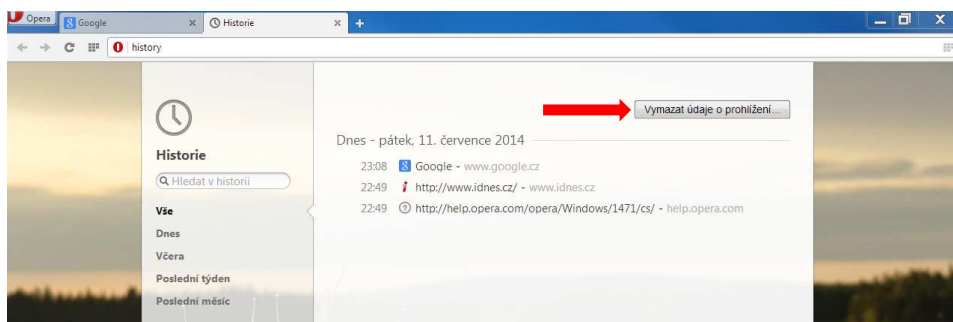 Opera Google Historie
history
Vymazat údaje o prohlížení...
Dnes - pátek, 11. července 2014
Historie
23:08 Google - www.google.cz
Hledat v historii
22:49 http://www.idnes.cz/ - www.idnes.cz
Vše
22:49 http://help.opera.com/opera/Windows/1471/cs/ - help.opera.com
Dnes
Včera
Poslední týden
Poslední měsíc